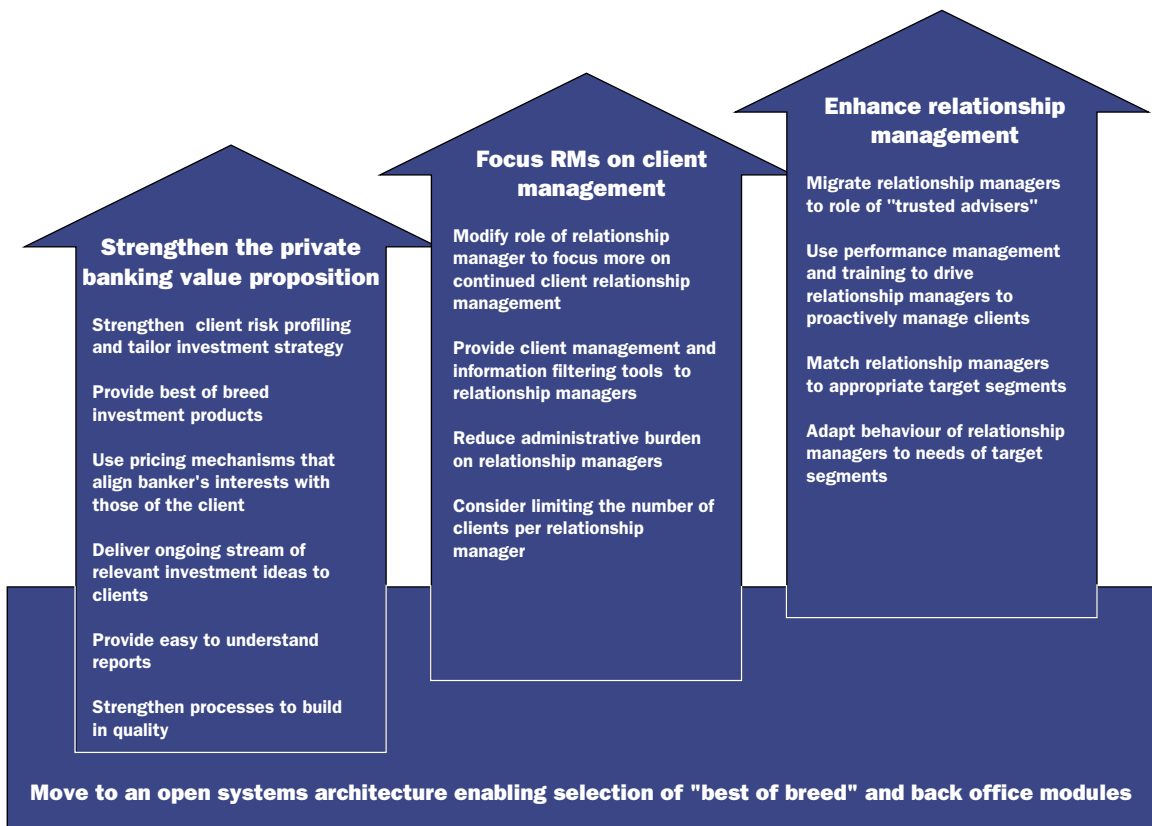 Strengthen the private
banking value proposition
Strengthen client risk profiling
and tailor investment strategy
Provide best of breed
investment products
Use pricing mechanisms that
align banker's interests with
those of the client
Deliver ongoing stream of
relevant investment ideas to
clients
Provide easy to understand
reports
Strengthen processes to build
in quality
Focus RMs on client
management
Modify role of relationship
manager to focus more on
continued client relationship
management
Provide client management and
information filtering tools to
relationship managers
Reduce administrative burden
on relationship managers
Consider limiting the number of
clients per relationship
manager
Enhance relationship
management
Migrate relationship managers
to role of "trusted advisers"
Use performance management
and training to drive
relationship managers to
proactively manage clients
Match relationship managers
to appropriate target segments
Adapt behaviour of relationship
managers to needs of target
segments
Move to an open systems architecture enabling selection of "best of breed" and back office modules